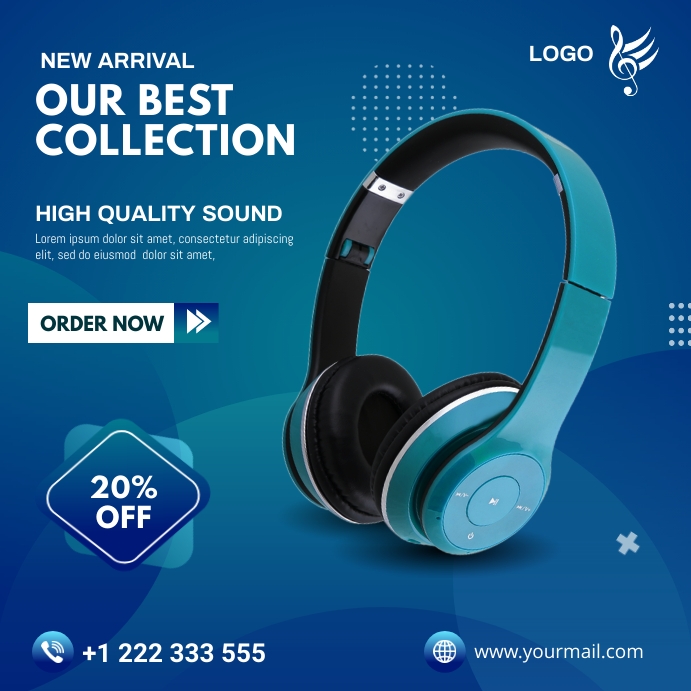 NEW ARRIVAL
LOGO
OUR BEST
COLLECTION
HIGH QUALITY SOUND
Lorem ipsum dolor sit amet, consectetur adipiscing
elit, sed do eiusmod dolor sit amet,
ORDER NOW
20%
OFF
+1 222 333 555
www.yourmail.com